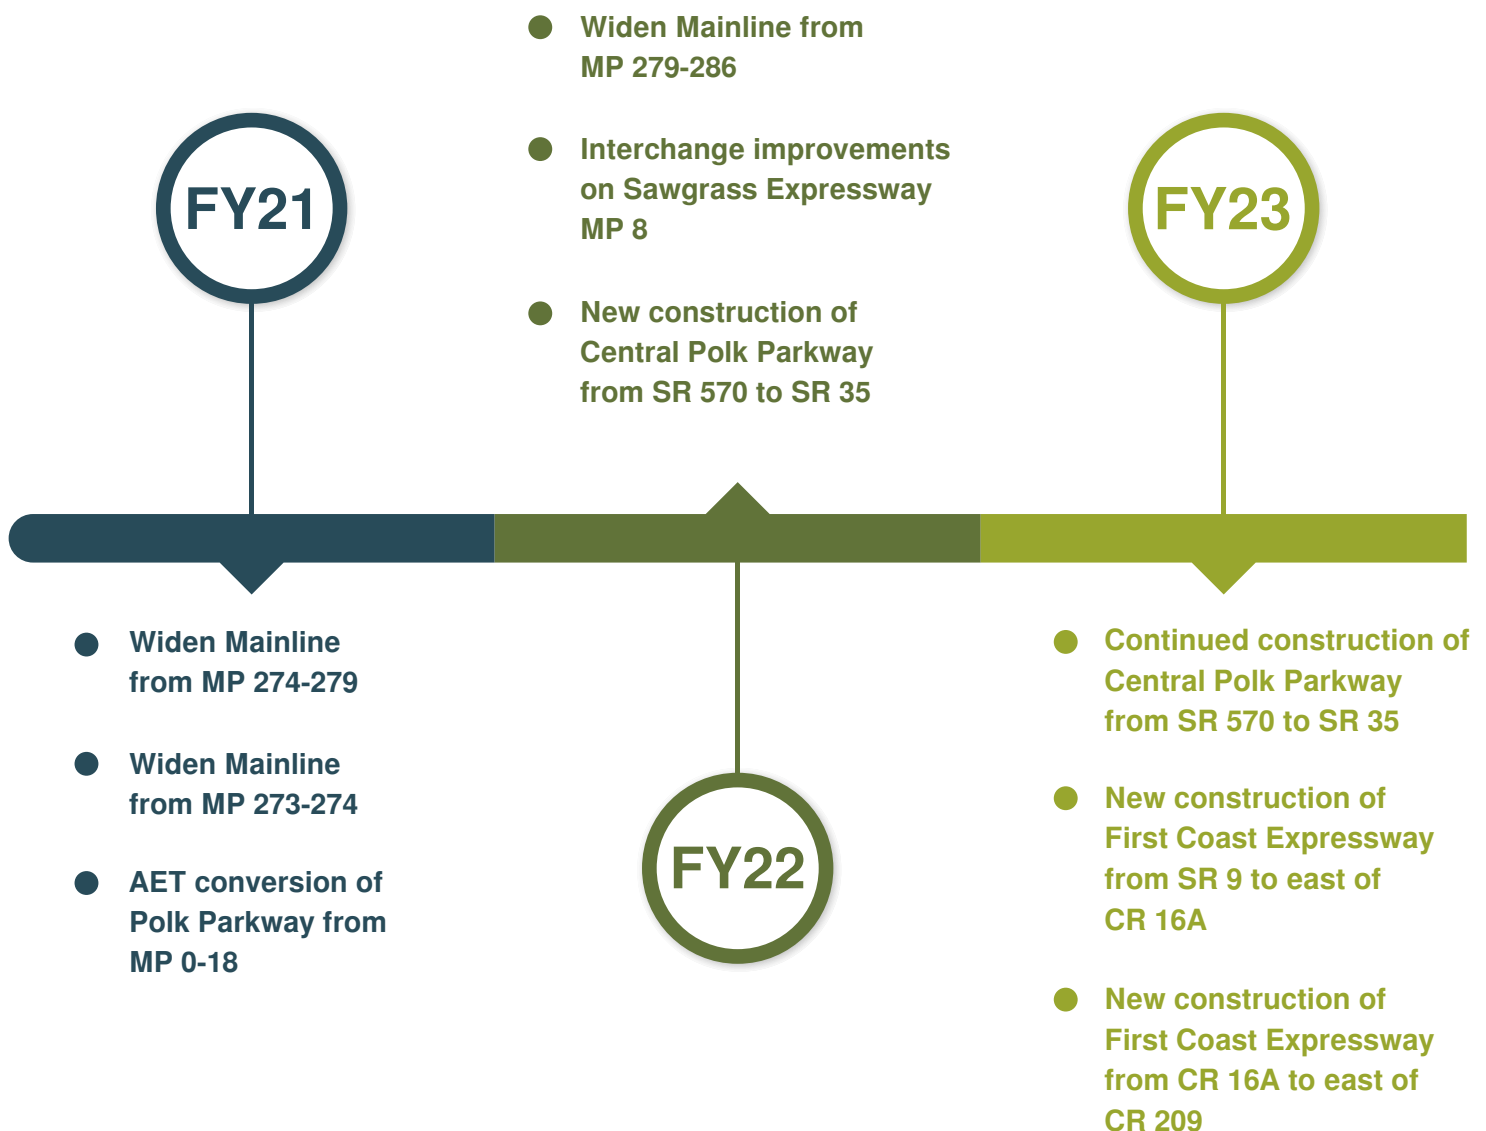 FY21
Widen Mainline
from MP 274-279
Widen Mainline
from MP 273-274
AET conversion of
Polk Parkway from
MP 0-18
Widen Mainline from
MP 279-286
Interchange improvements
on Sawgrass Expressway
MP 8
New construction of
Central Polk Parkway
from SR 570 to SR 35
FY22
FY23
Continued construction of
Central Polk Parkway
from SR 570 to SR 35
New construction of
First Coast Expressway
from SR 9 to east of
CR 16A
New construction of
First Coast Expressway
from CR 16A to east of
CR 209